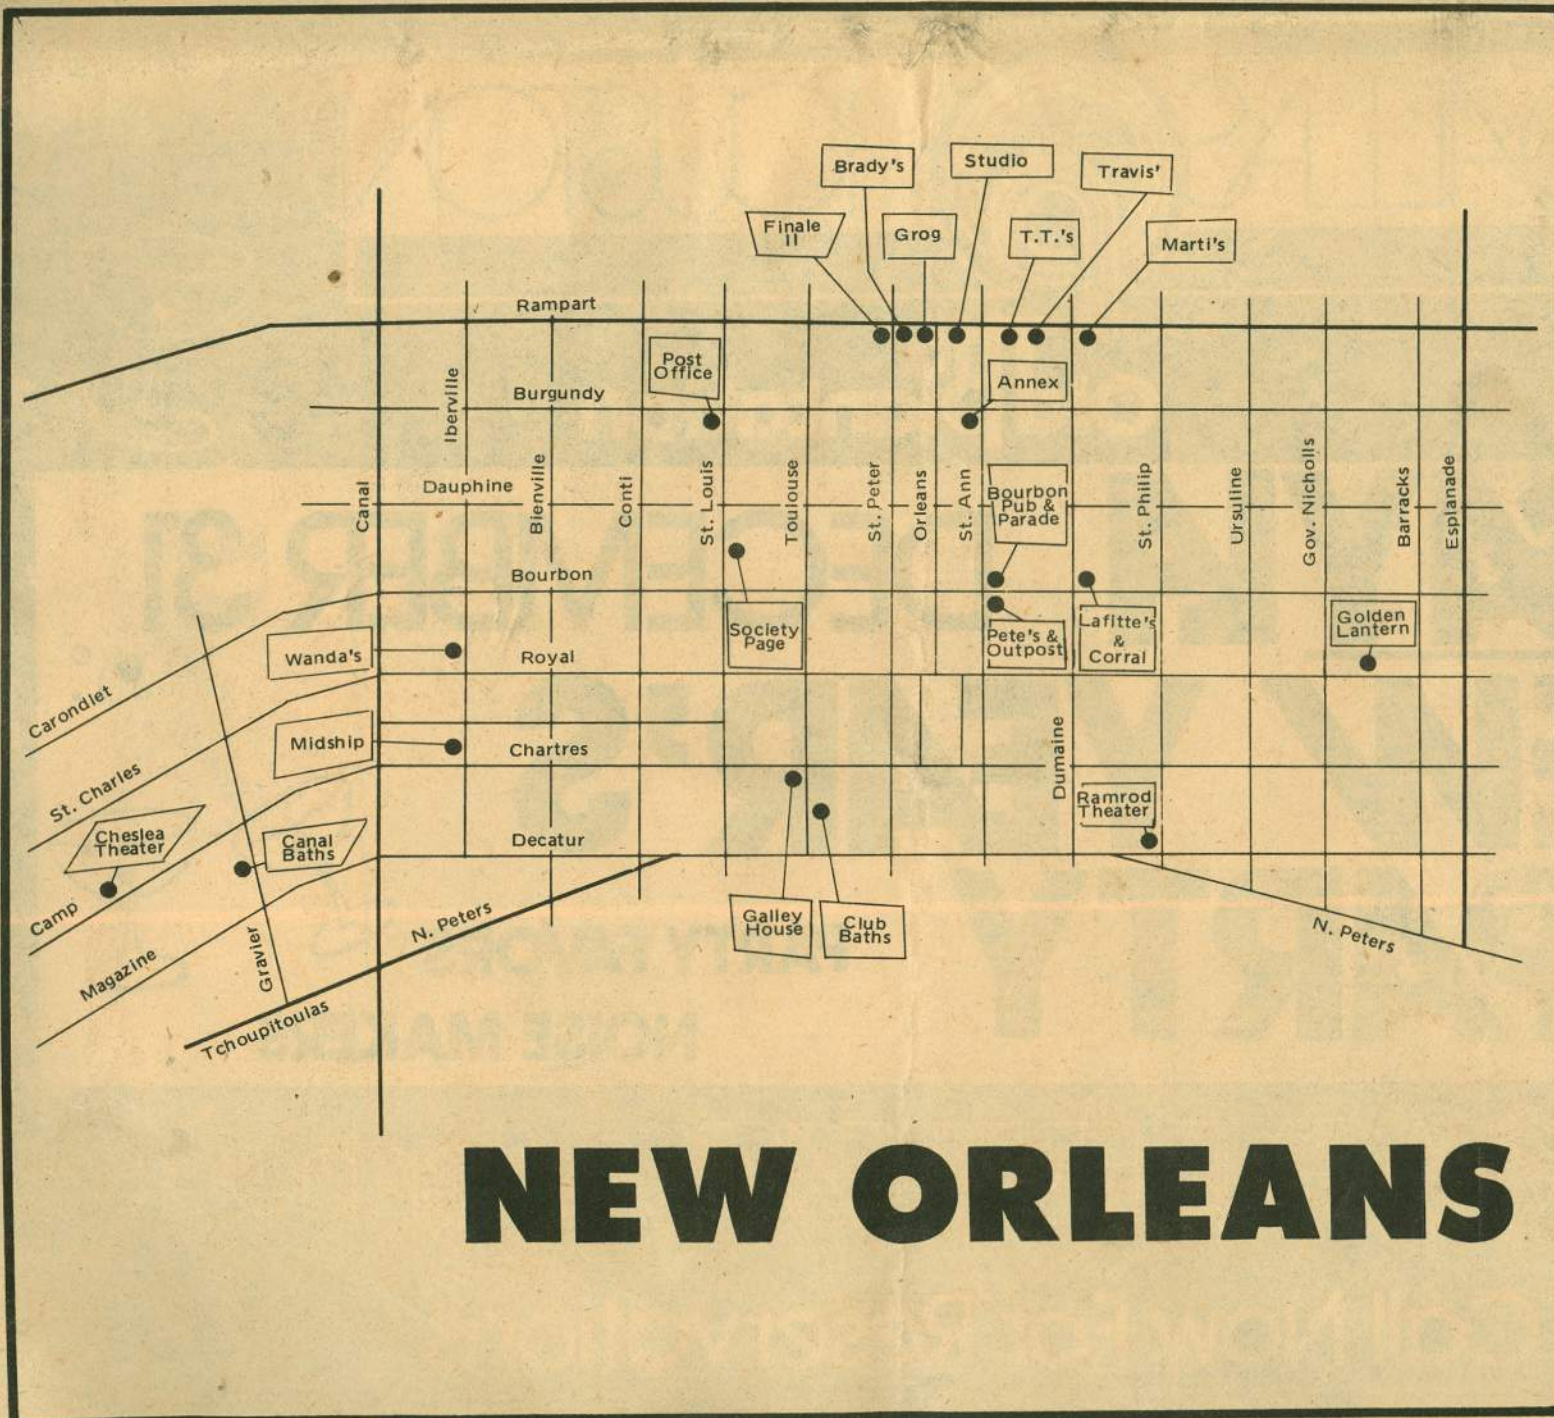 Brady's
Studio
Travis'
Finale
II
Grog
T.T.'s
Marti's
Rampart
Post
Office
Annex
Iberville
Burgundy
Canal
Dauphine
Bienville
Conti
St. Louis
Toulouse
St. Peter
Orleans
St. Ann
Bourbon
Pub &
Parade
St. Philip
Ursuline
Gov. Nicholls
Barracks
Esplanade
Bourbon
Society
Page
Pete's &
Outpost
Lafitte's
&
Corral
Golden
Lantern
Wanda's
Royal
Carondlet
Midship
Chartres
Dumaine
St. Charles
Cheslea
Theater
Canal
Baths
Decatur
Ramrod
Theater
Camp
Gravier
N. Peters
Galley
House
Club
Baths
N. Peters
Magazine
Tchoupitoulas
NEW ORLEANS